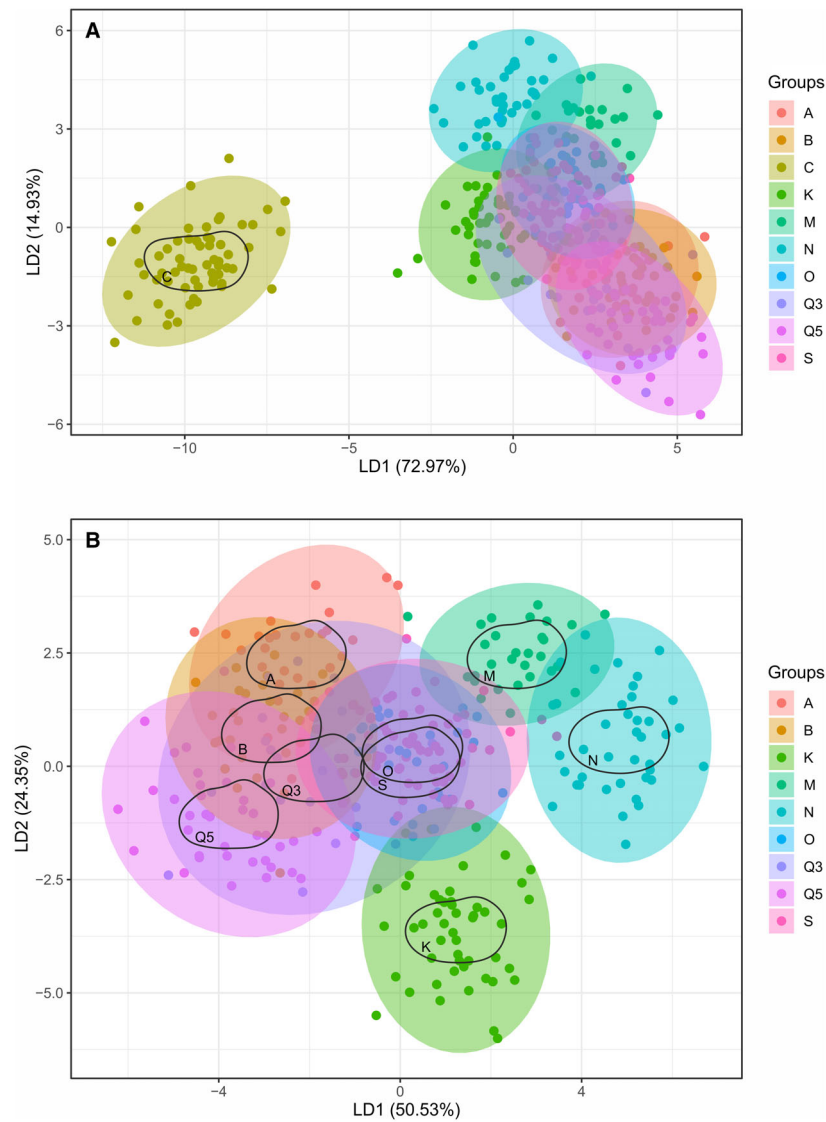 A
6
3
0
−3
−6
LD2 (14.93%)
C
−10
−5
0
5
LD1 (72.97%)
Groups
A
B
C
K
M
N
O
Q3
Q5
S
B
5.0
2.5
0.0
−2.5
−5.0
LD2 (24.35%)
A
M
B
N
O
S
Q3
Q5
K
−4
0
4
LD1 (50.53%)
Groups
A
B
K
M
N
O
Q3
Q5
S